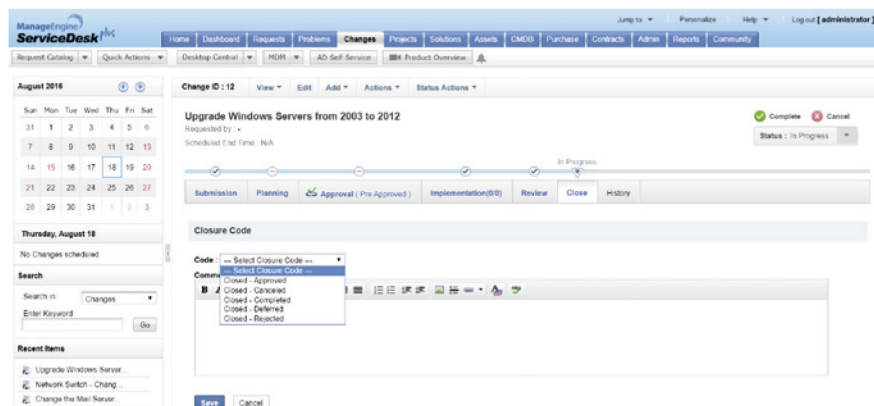 Jump to Personalize Help Log out [ administrator ]
ManageEngine
ServiceDesk Plus
Home Dashboard Requests Problems Changes Projects Solutions Assets CMDB Purchase Contracts Admin Reports Community
Request Catalog Quick Actions Desktop Central MDM AD Self Service Product Overview
August 2016
Sun Mon Tue Wed Thu Fri Sat
31 1 2 3 4 5 6
7 8 9 10 11 12 13
14 15 16 17 18 19 20
21 22 23 24 25 26 27
28 29 30 31 1 2 3
Thursday, August 18
No Changes scheduled
Search
Search in: Changes
Enter Keyword
Go
Recent Items
Upgrade Windows Server...
Network Switch - Chang...
Change the Mail Server...
Change ID : 12 View Edit Add Actions Status Actions
Upgrade Windows Servers from 2003 to 2012
Requested by : -
Scheduled End Time : N/A
Complete Cancel
Status : In Progress
In Progress
Submission Planning Approval ( Pre Approved ) Implementation(0/0) Review Close History
Closure Code
Code : --- Select Closure Code ---
--- Select Closure Code ---
Closed - Approved
Closed - Canceled
Closed - Completed
Closed - Deferred
Closed - Rejected
Comme
B
Save Cancel